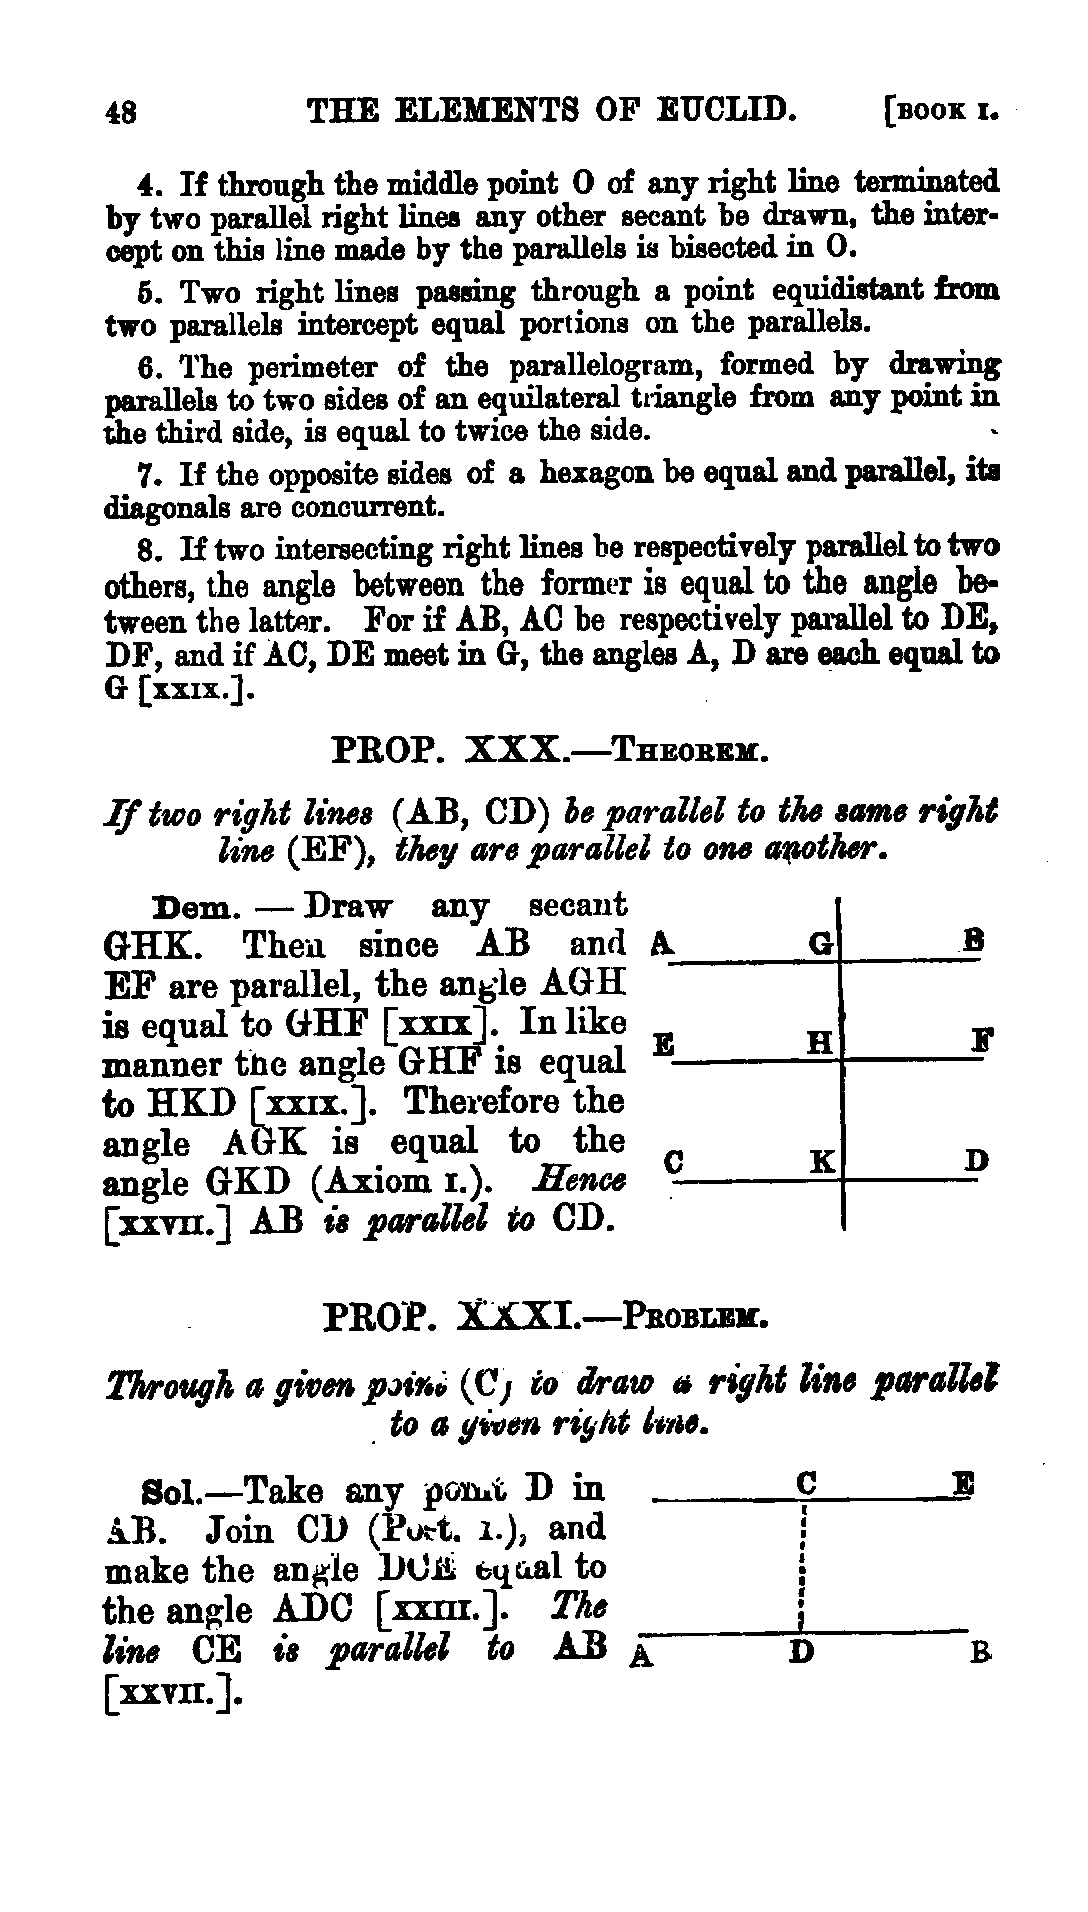 48 THE ELEMENTS OF EUCLID. [BOOK I.
4. If through the middle point O of any right line terminated
by two parallel right lines any other secant be drawn, the inter-
cept on this line made by the parallels is bisected in O.
5. Two right lines passing through a point equidistant from
two parallels intercept equal portions on the parallels.
6. The perimeter of the parallelogram, formed by drawing
parallels to two sides of an equilateral triangle from any point in
the third side, is equal to twice the side.
7. If the opposite sides of a hexagon be equal and parallel, its
diagonals are concurrent.
8. If two intersecting right lines be respectively parallel to two
others, the angle between the former is equal to the angle be-
tween the latter. For if AB, AC be respectively parallel to DE,
DF, and if AC, DE meet in G, the angles A, D are each equal to
G [XXIX.].
PROP. XXX.—THEOREM.
If two right lines (AB, CD) be parallel to the same right
line (EF), they are parallel to one another.
Dem. — Draw any secant
GHK. Then since AB and
EF are parallel, the angle AGH
is equal to GHF [XXIX]. In like
manner the angle GHF is equal
to HKD [XXIX.]. Therefore the
angle AGK is equal to the
angle GKD (Axiom I.). Hence
[XXVII.] AB is parallel to CD.
A G B
E H F
C K D
PROP. XXXI.—PROBLEM.
Through a given point (C) to draw a right line parallel
to a given right line.
Sol.—Take any point D in
AB. Join CD (Post. I.), and
make the angle DCE equal to
the angle ADC [XXIII.]. The
line CE is parallel to AB
[XXVII.].
C E
A D B